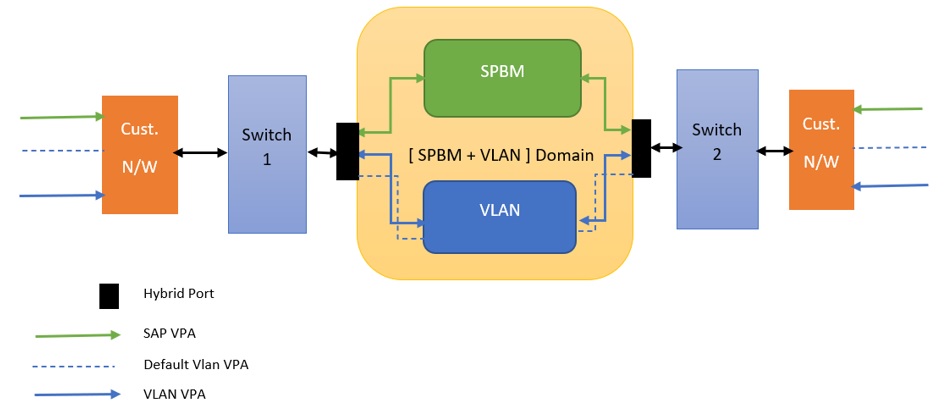 SPBM
Cust.
N/W
Switch
1
[ SPBM + VLAN ] Domain
VLAN
Switch
2
Cust.
N/W
Hybrid Port
SAP VPA
Default Vlan VPA
VLAN VPA